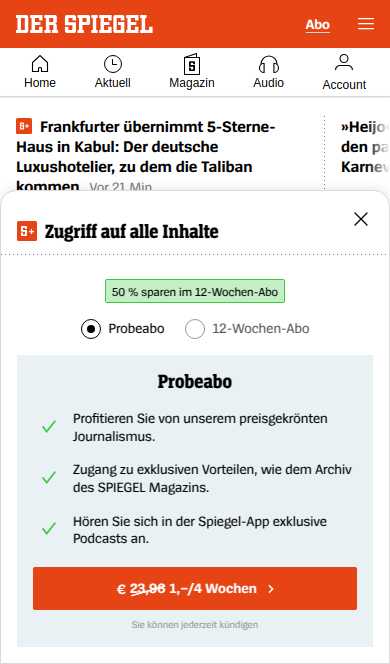 DER SPIEGEL
Abo
Home
Aktuell
Magazin
Audio
Account
S+ Frankfurter übernimmt 5-Sterne-
Haus in Kabul: Der deutsche
Luxushotelier, zu dem die Taliban
kommen Vor 21 Min
»Heijo
den pa
Karnev
S+ Zugriff auf alle Inhalte
50 % sparen im 12-Wochen-Abo
Probeabo
12-Wochen-Abo
Probeabo
Profitieren Sie von unserem preisgekrönten
Journalismus.
Zugang zu exklusiven Vorteilen, wie dem Archiv
des SPIEGEL Magazins.
Hören Sie sich in der Spiegel-App exklusive
Podcasts an.
€ 23,96 1,–/4 Wochen
Sie können jederzeit kündigen